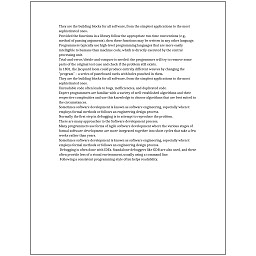 They are the building blocks for all software, from the simplest applications to the most
sophisticated ones.
Provided the functions in a library follow the appropriate run-time conventions (e.g.,
method of passing arguments), then these functions may be written in any other language.
Programmers typically use high-level programming languages that are more easily
intelligible to humans than machine code, which is directly executed by the central
processing unit.
Trial-and-error/divide-and-conquer is needed: the programmer will try to remove some
parts of the original test case and check if the problem still exists.
In 1801, the Jacquard loom could produce entirely different weaves by changing the
"program" – a series of pasteboard cards with holes punched in them.
They are the building blocks for all software, from the simplest applications to the most
sophisticated ones.
Unreadable code often leads to bugs, inefficiencies, and duplicated code.
Expert programmers are familiar with a variety of well-established algorithms and their
respective complexities and use this knowledge to choose algorithms that are best suited to
the circumstances.
Sometimes software development is known as software engineering, especially when it
employs formal methods or follows an engineering design process.
Normally the first step in debugging is to attempt to reproduce the problem.
There are many approaches to the Software development process.
Many programmers use forms of Agile software development where the various stages of
formal software development are more integrated together into short cycles that take a few
weeks rather than years.
Sometimes software development is known as software engineering, especially when it
employs formal methods or follows an engineering design process.
Debugging is often done with IDEs. Standalone debuggers like GDB are also used, and these
often provide less of a visual environment, usually using a command line.
Following a consistent programming style often helps readability.